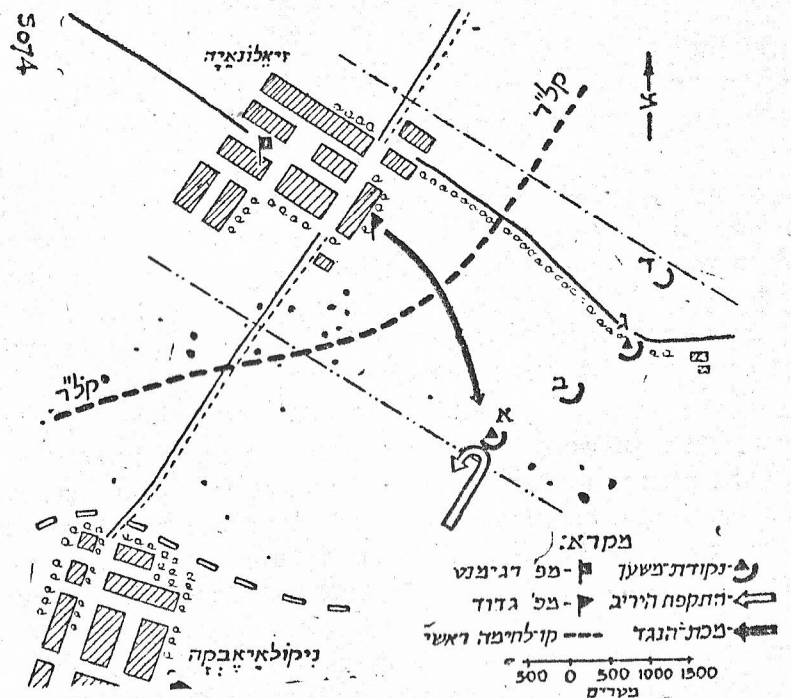 5074
זיאלונאיה
קל"ר
א
ד
ג
ב
קל"ר
א
ניקולאיאבקה
מקרא:
נקודת-משען
-מפ' רגימנט
-התקפת היריב
-מפ' גדוד
-מכת-הנגד
קו-לחימה ראשי
500 0 500 1000 1500
מטרים